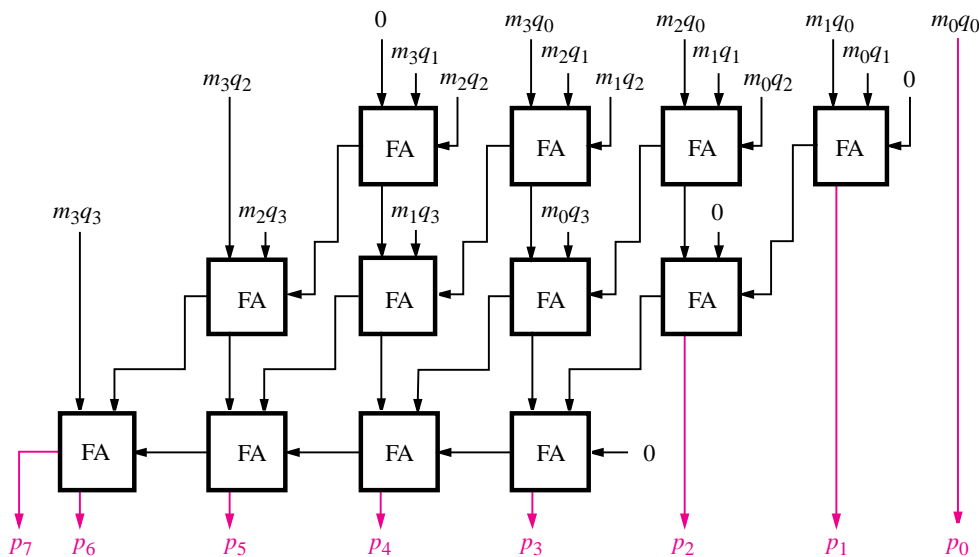 0 m₃q₀ m₂q₀ m₁q₀ m₀q₀
m₃q₁ m₂q₁ m₁q₁ m₀q₁
m₃q₂ m₂q₂ m₁q₂ m₀q₂ 0
FA FA FA FA
m₃q₃ m₂q₃ m₁q₃ m₀q₃ 0
FA FA FA FA
FA FA FA FA 0
p₇ p₆ p₅ p₄ p₃ p₂ p₁ p₀